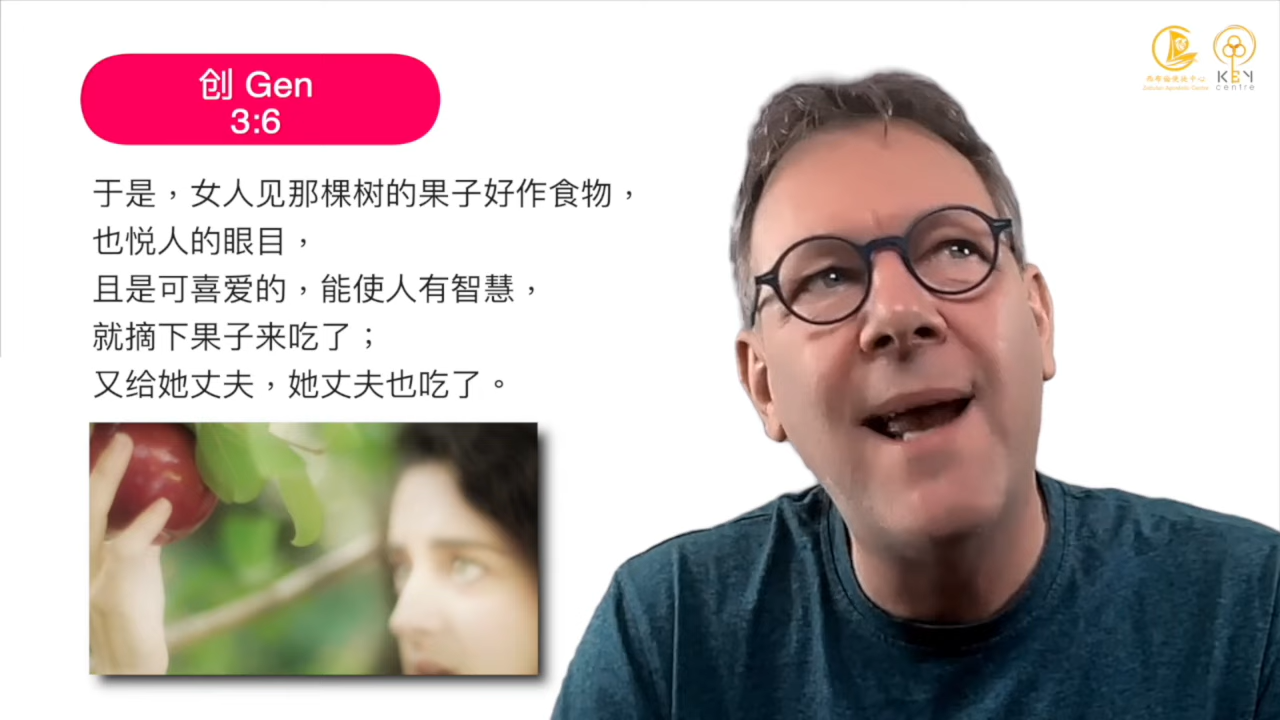 创 Gen
3:6
于是，女人见那棵树的果子好作食物，
也悦人的眼目，
且是可喜爱的，能使人有智慧，
就摘下果子来吃了；
又给她丈夫，她丈夫也吃了。
KEY
centre